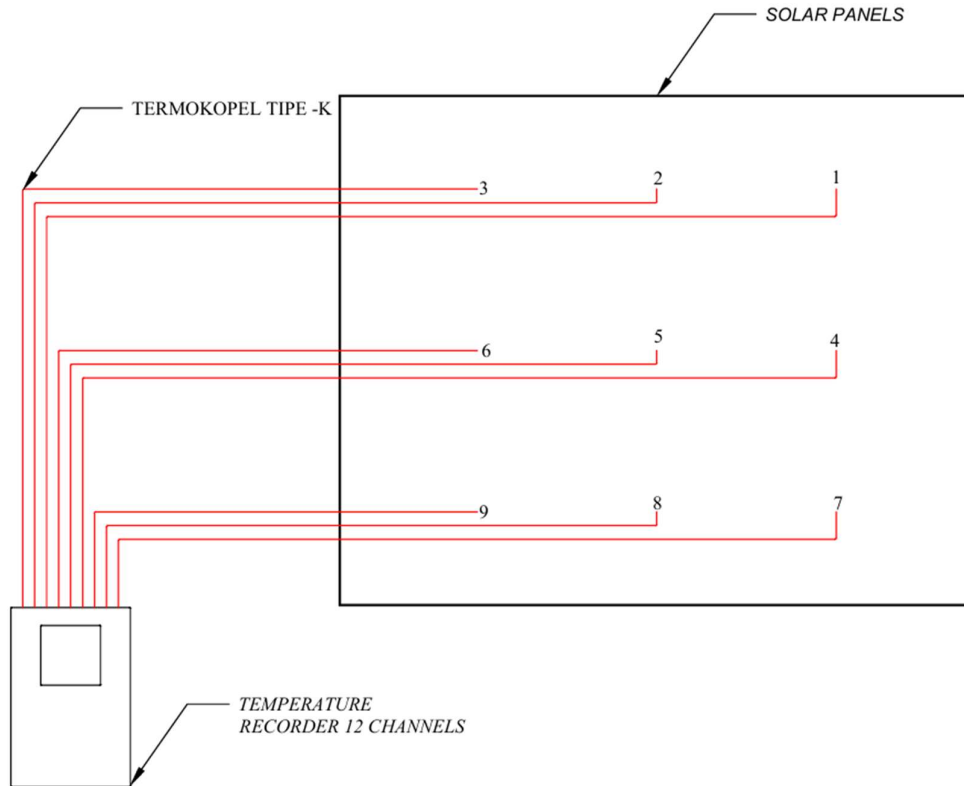 SOLAR PANELS
TERMOKOPEL TIPE -K
3 2 1
6 5 4
9 8 7
TEMPERATURE
RECORDER 12 CHANNELS